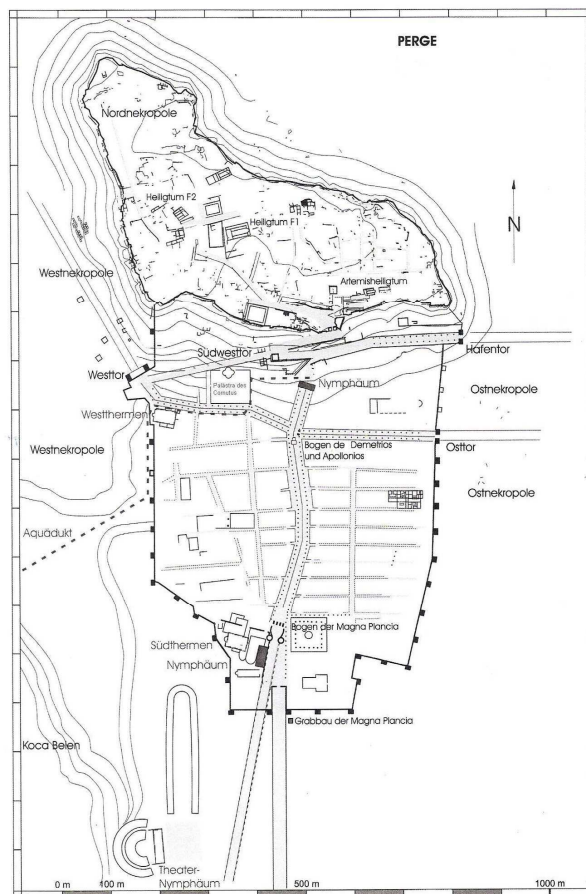 PERGE
Nordnekropole
Heiligtum F2
Heiligtum F1
N
Westnekropole
Artemisheiligtum
Südwesttor
Hafentor
Westtor
Palästra des
Cornutus
Nymphäum
Ostnekropole
Westthermen
Westnekropole
Bogen de Demetrios
und Apollonios
Osttor
Ostnekropole
Aquädukt
Bogen der Magna Plancia
Südthermen
Nymphäum
Grabbau der Magna Plancia
Koca Belen
Theater-
Nymphäum
0 m 100 m 500 m 1000 m